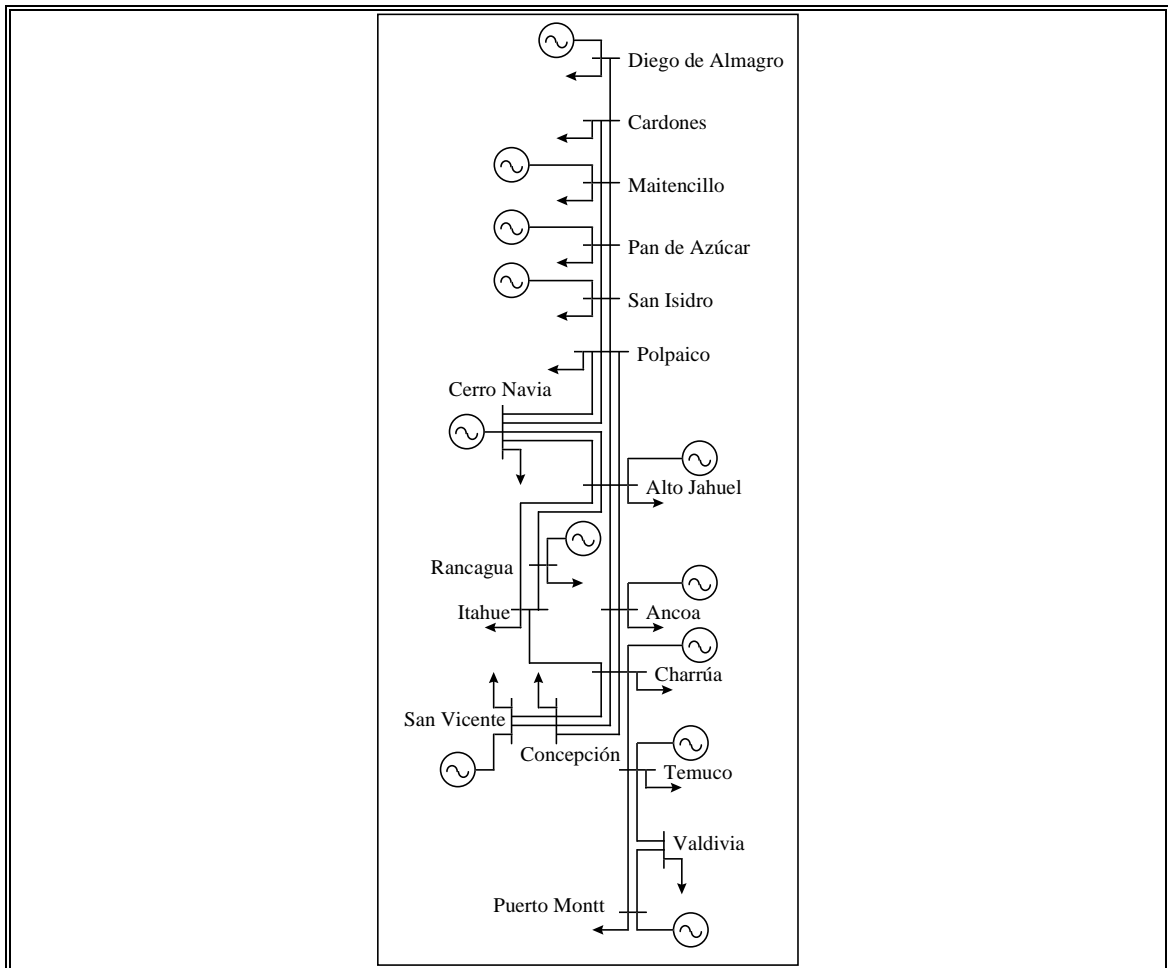 Diego de Almagro
Cardones
Maitencillo
Pan de Azúcar
San Isidro
Polpaico
Cerro Navia
Alto Jahuel
Rancagua
Itahue
Ancoa
Charrúa
San Vicente
Concepción
Temuco
Valdivia
Puerto Montt